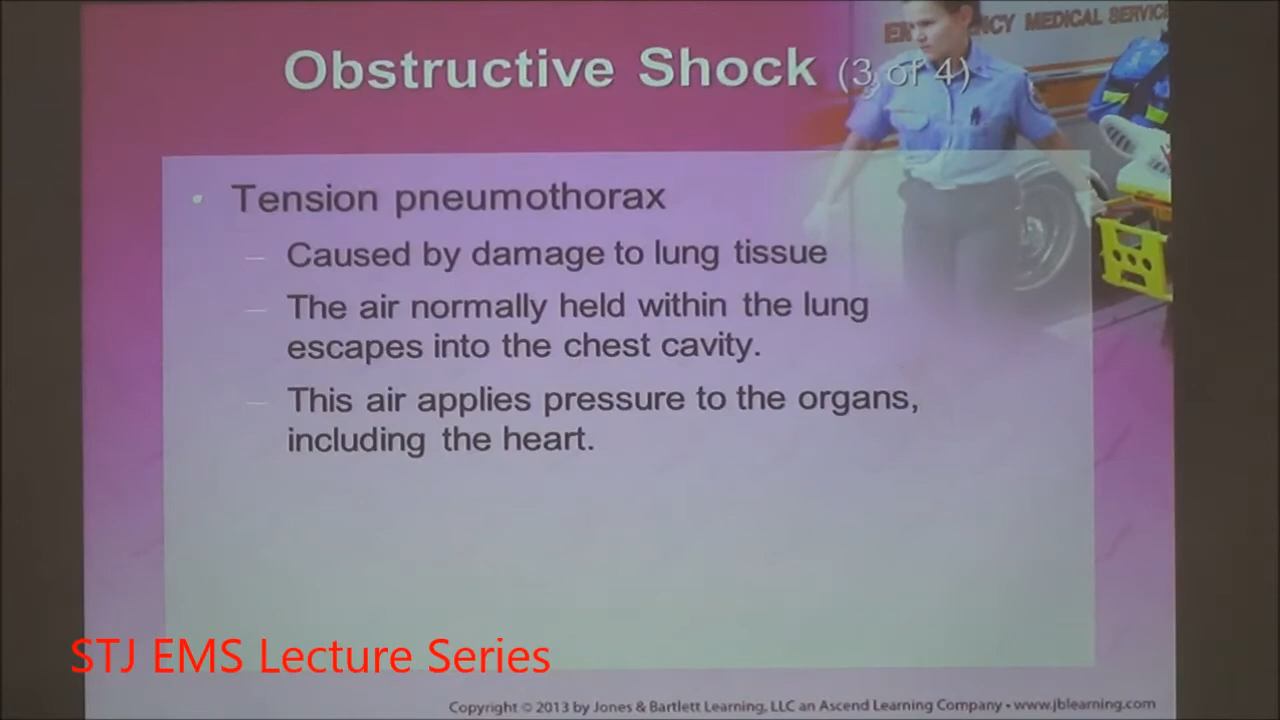 EMERGENCY MEDICAL SERVICE
Obstructive Shock (3 of 4)
• Tension pneumothorax
– Caused by damage to lung tissue
– The air normally held within the lung
escapes into the chest cavity.
– This air applies pressure to the organs,
including the heart.
STJ EMS Lecture Series
Copyright © 2013 by Jones & Bartlett Learning, LLC an Ascend Learning Company • www.jblearning.com